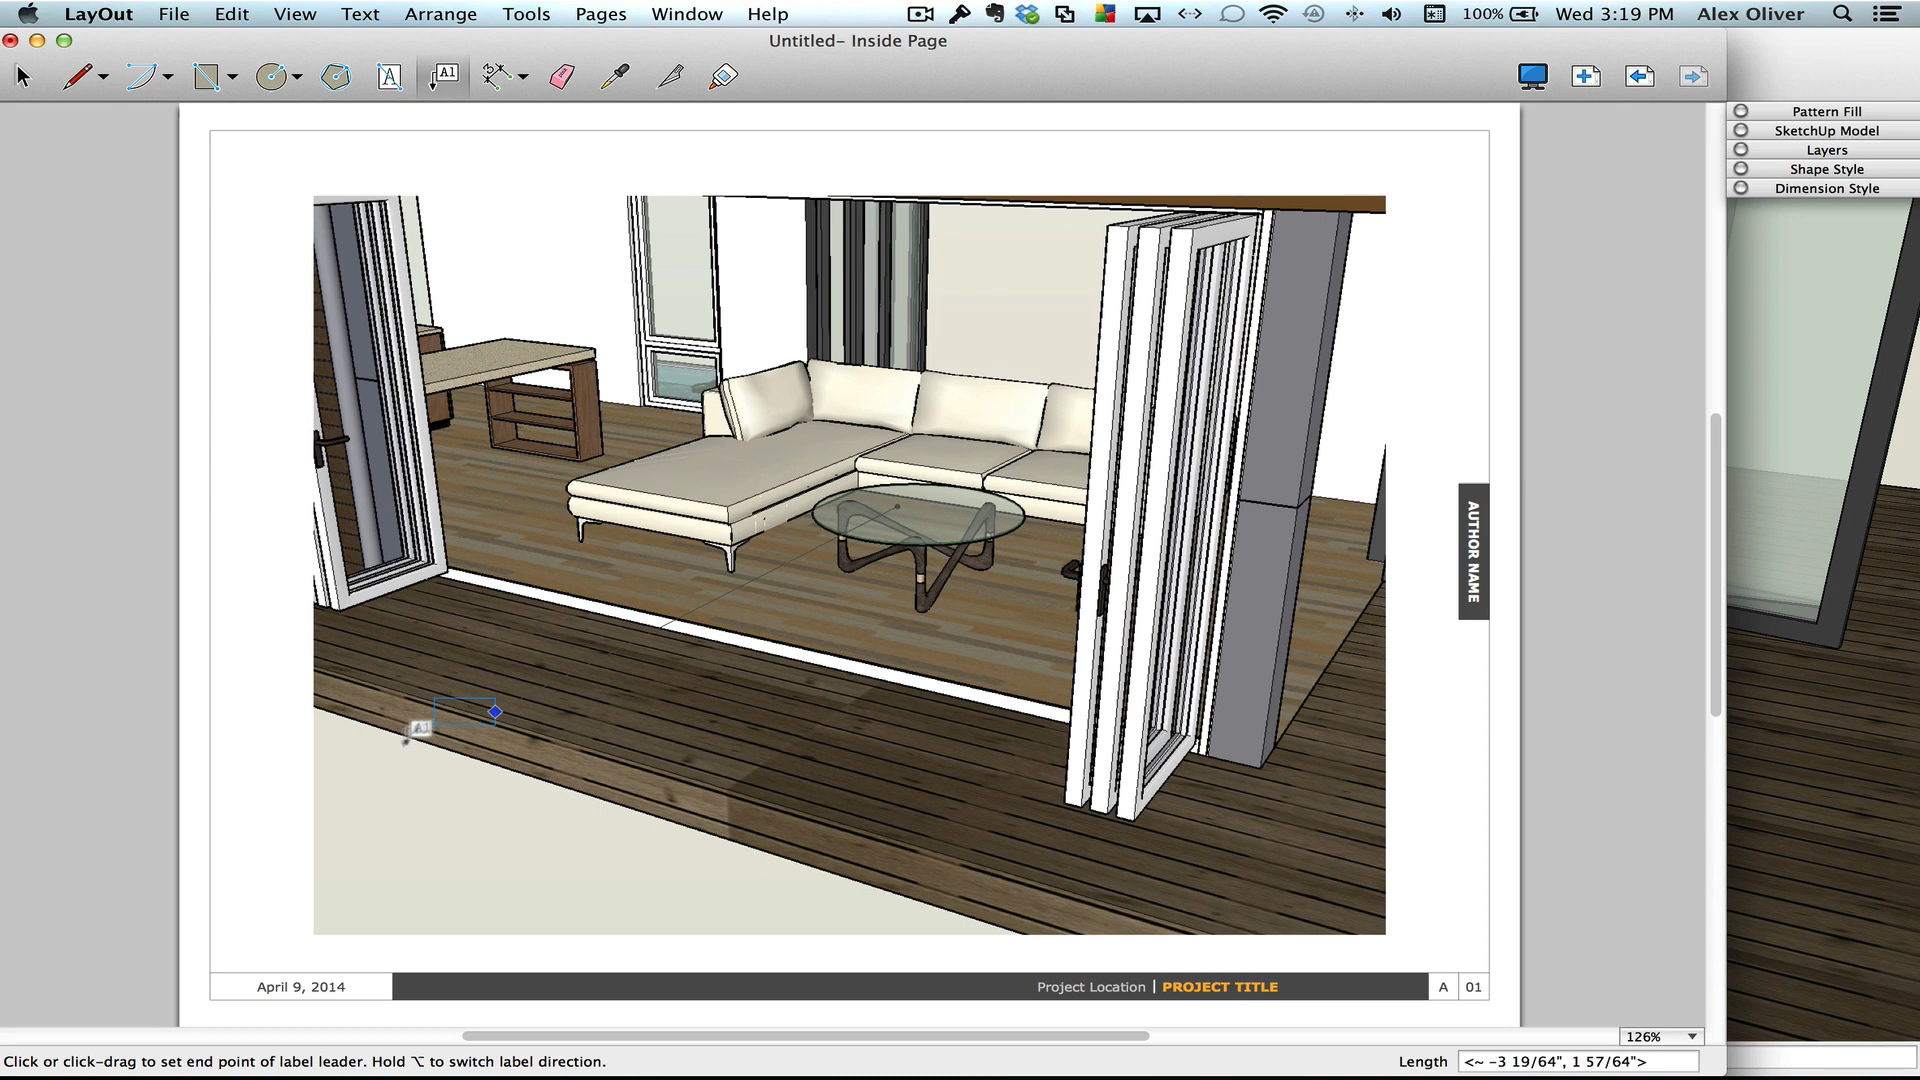 LayOut File Edit View Text Arrange Tools Pages Window Help 100% Wed 3:19 PM Alex Oliver
Untitled– Inside Page
A A1
Pattern Fill
SketchUp Model
Layers
Shape Style
Dimension Style
AUTHOR NAME
A1
April 9, 2014 Project Location | PROJECT TITLE A 01
126%
Click or click-drag to set end point of label leader. Hold ⌥ to switch label direction. Length <~ -3 19/64", 1 57/64">